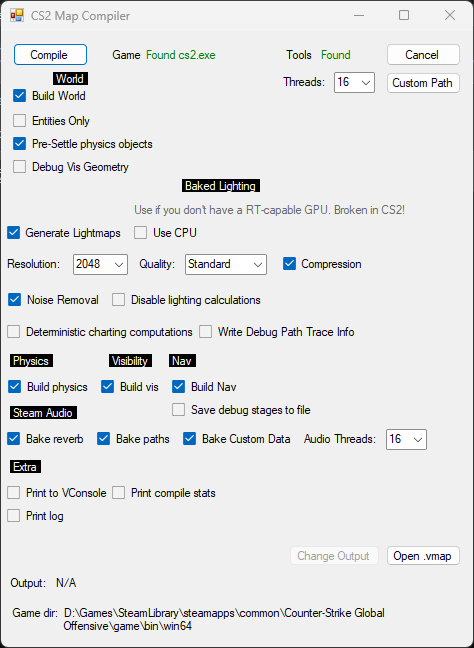 CS2 Map Compiler
Compile Game Found cs2.exe Tools Found Cancel
World Threads: 16 Custom Path
Build World
Entities Only
Pre-Settle physics objects
Debug Vis Geometry
Baked Lighting
Use if you don't have a RT-capable GPU. Broken in CS2!
Generate Lightmaps Use CPU
Resolution: 2048 Quality: Standard Compression
Noise Removal Disable lighting calculations
Deterministic charting computations Write Debug Path Trace Info
Physics Visibility Nav
Build physics Build vis Build Nav
Steam Audio Save debug stages to file
Bake reverb Bake paths Bake Custom Data Audio Threads: 16
Extra
Print to VConsole Print compile stats
Print log
Change Output Open .vmap
Output: N/A
Game dir: D:\Games\SteamLibrary\steamapps\common\Counter-Strike Global
Offensive\game\bin\win64